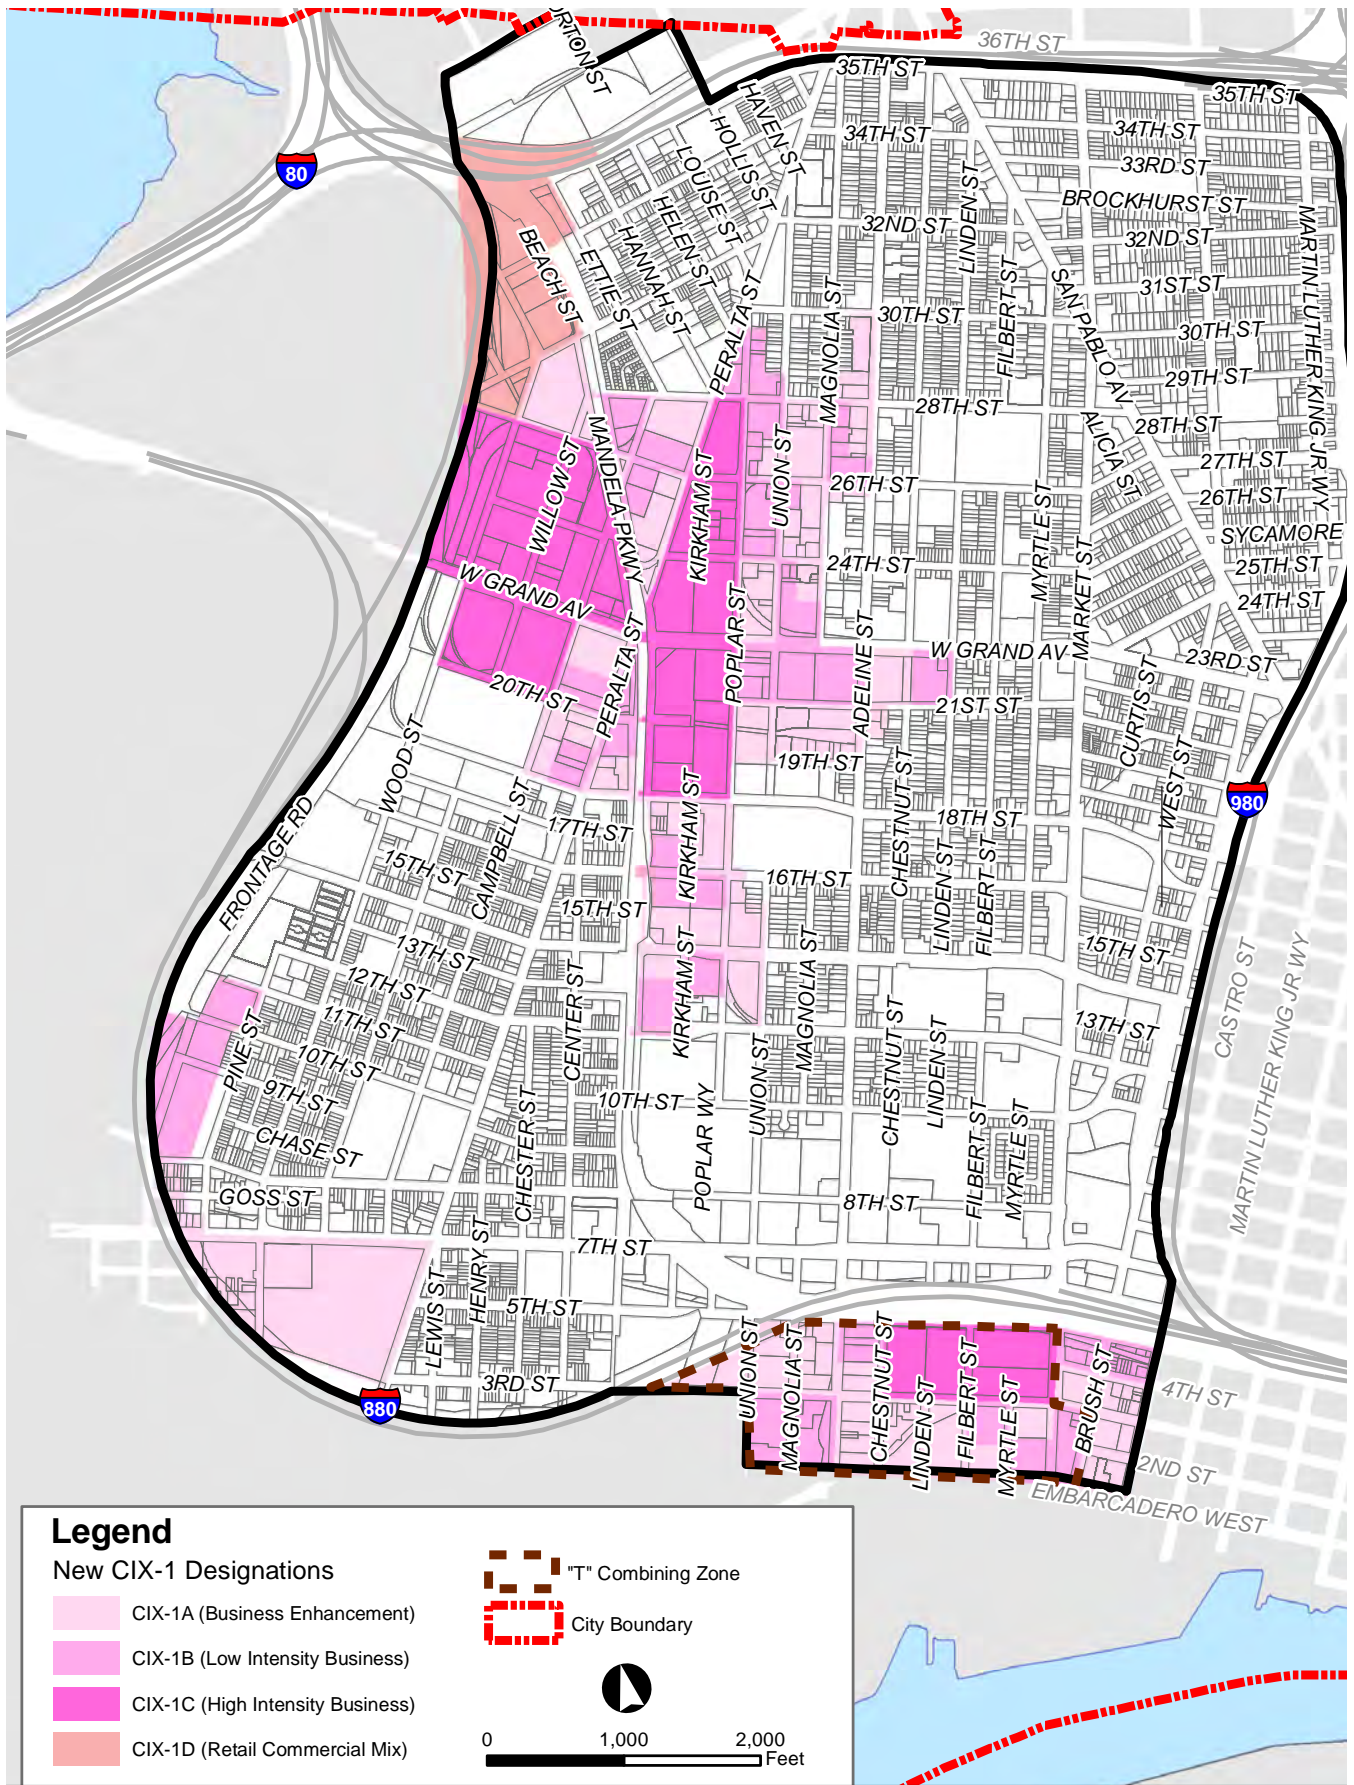 ORTON ST
36TH ST
35TH ST
35TH ST
HAVEN ST
HOLLIS ST
34TH ST
34TH ST
LOUISE ST
33RD ST
80
LINDEN ST
HELEN ST
BROCKHURST ST
32ND ST
32ND ST
MARTIN LUTHER KING JR WY
BEACH ST
ETTIE ST
HANNAH ST
PERALTA ST
MAGNOLIA ST
FILBERT ST
SAN PABLO AV
31ST ST
30TH ST
30TH ST
29TH ST
28TH ST
ALICIA ST
28TH ST
WILLOW ST
MANDELA PKWY
KIRKHAM ST
UNION ST
27TH ST
26TH ST
MYRTLE ST
26TH ST
SYCAMORE
24TH ST
MARKET ST
25TH ST
24TH ST
W GRAND AV
POPLAR ST
PERALTA ST
ADELINE ST
W GRAND AV
23RD ST
20TH ST
21ST ST
CURTIS ST
WOOD ST
19TH ST
CHESTNUT ST
WEST ST
980
FRONTAGE RD
CAMPBELL ST
17TH ST
KIRKHAM ST
18TH ST
15TH ST
16TH ST
LINDEN ST
FILBERT ST
15TH ST
13TH ST
KIRKHAM ST
MAGNOLIA ST
15TH ST
CASTRO ST
MARTIN LUTHER KING JR WY
12TH ST
CENTER ST
11TH ST
CHESTNUT ST
LINDEN ST
13TH ST
PINE ST
10TH ST
9TH ST
10TH ST
UNION ST
POPLAR WY
CHASE ST
CHESTER ST
FILBERT ST
MYRTLE ST
GOSS ST
8TH ST
HENRY ST
7TH ST
LEWIS ST
5TH ST
UNION ST
MAGNOLIA ST
CHESTNUT ST
LINDEN ST
FILBERT ST
MYRTLE ST
BRUSH ST
3RD ST
4TH ST
880
2ND ST
EMBARCADERO WEST
Legend
New CIX-1 Designations
CIX-1A (Business Enhancement)
CIX-1B (Low Intensity Business)
CIX-1C (High Intensity Business)
CIX-1D (Retail Commercial Mix)
"T" Combining Zone
City Boundary
0 1,000 2,000
Feet